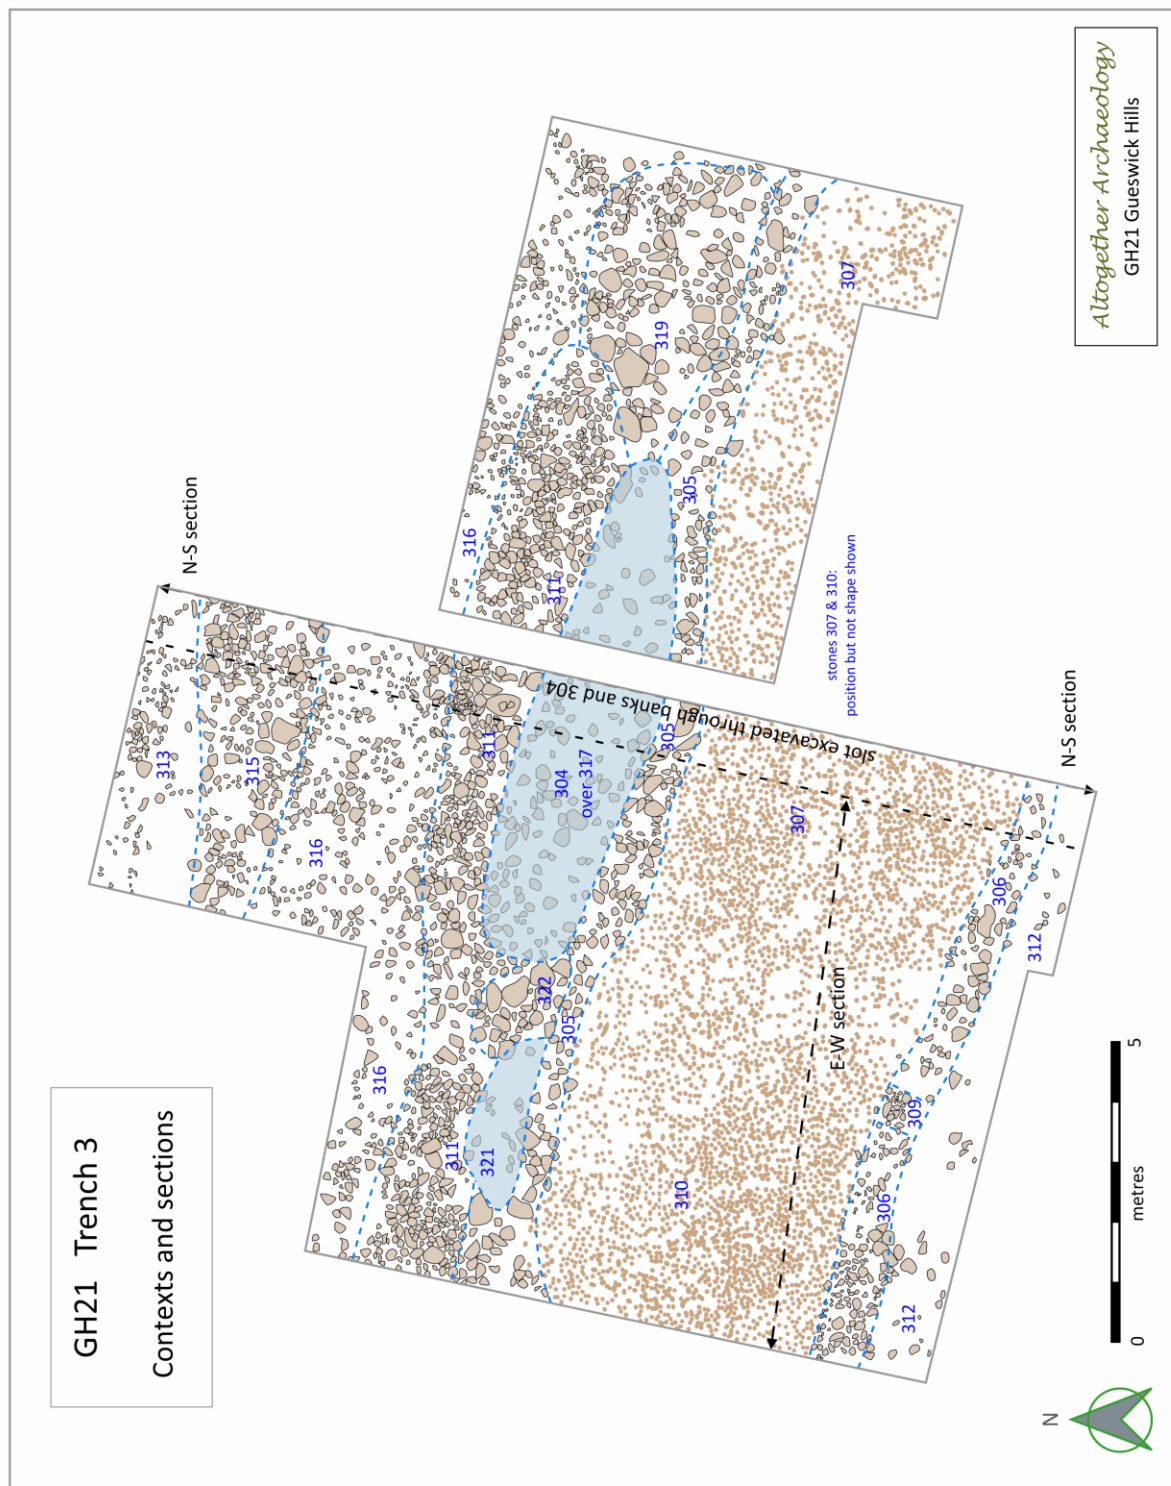 GH21 Trench 3
Contexts and sections
Altogether Archaeology
GH21 Gueswick Hills
N-S section
313
315
316
316
311
311
321
322
304
over 317
305
305
slot excavated through banks and 304
307
310
E-W section
306
306
309
312
312
N-S section
316
311
319
305
307
stones 307 & 310:
position but not shape shown
N
0
metres
5